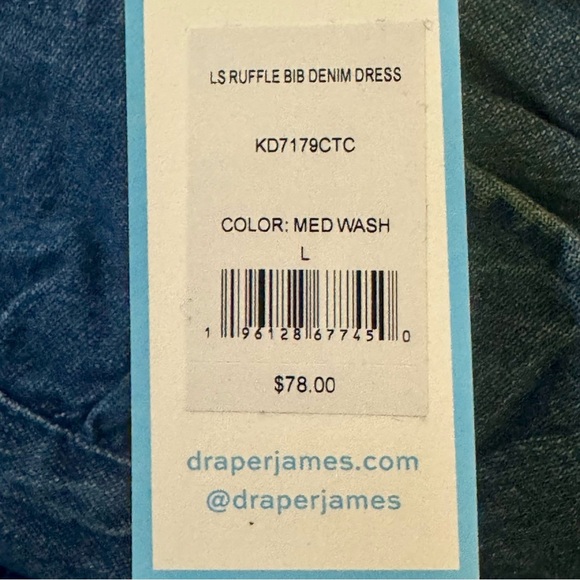 LS RUFFLE BIB DENIM DRESS
KD7179CTC
COLOR: MED WASH
L
1 96128 67745 0
$78.00
draperjames.com
@draperjames